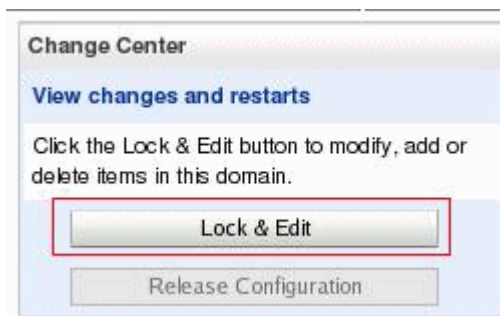 Change Center
View changes and restarts
Click the Lock & Edit button to modify, add or
delete items in this domain.
Lock & Edit
Release Configuration